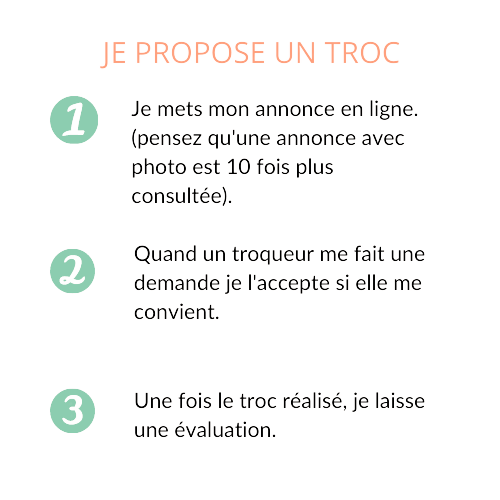 JE PROPOSE UN TROC
1
Je mets mon annonce en ligne.
(pensez qu'une annonce avec
photo est 10 fois plus
consultée).
2
Quand un troqueur me fait une
demande je l'accepte si elle me
convient.
3
Une fois le troc réalisé, je laisse
une évaluation.